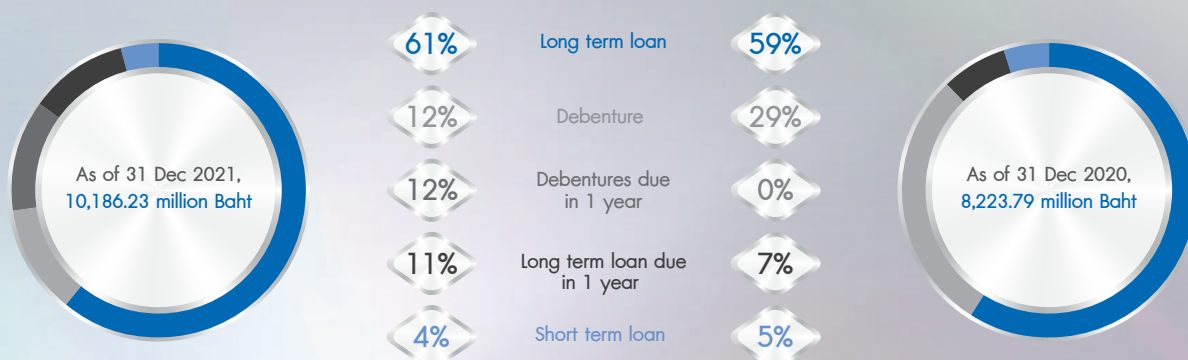 As of 31 Dec 2021,
10,186.23 million Baht
61% Long term loan 59%
12% Debenture 29%
12% Debentures due
in 1 year 0%
11% Long term loan due
in 1 year 7%
4% Short term loan 5%
As of 31 Dec 2020,
8,223.79 million Baht